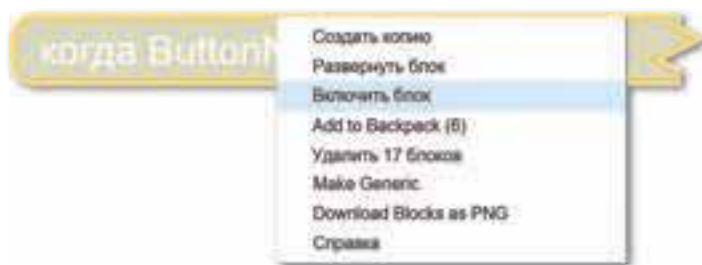 когда Button
Создать копию
Развернуть блок
Включить блок
Add to Backpack (6)
Удалить 17 блоков
Make Generic
Download Blocks as PNG
Справка